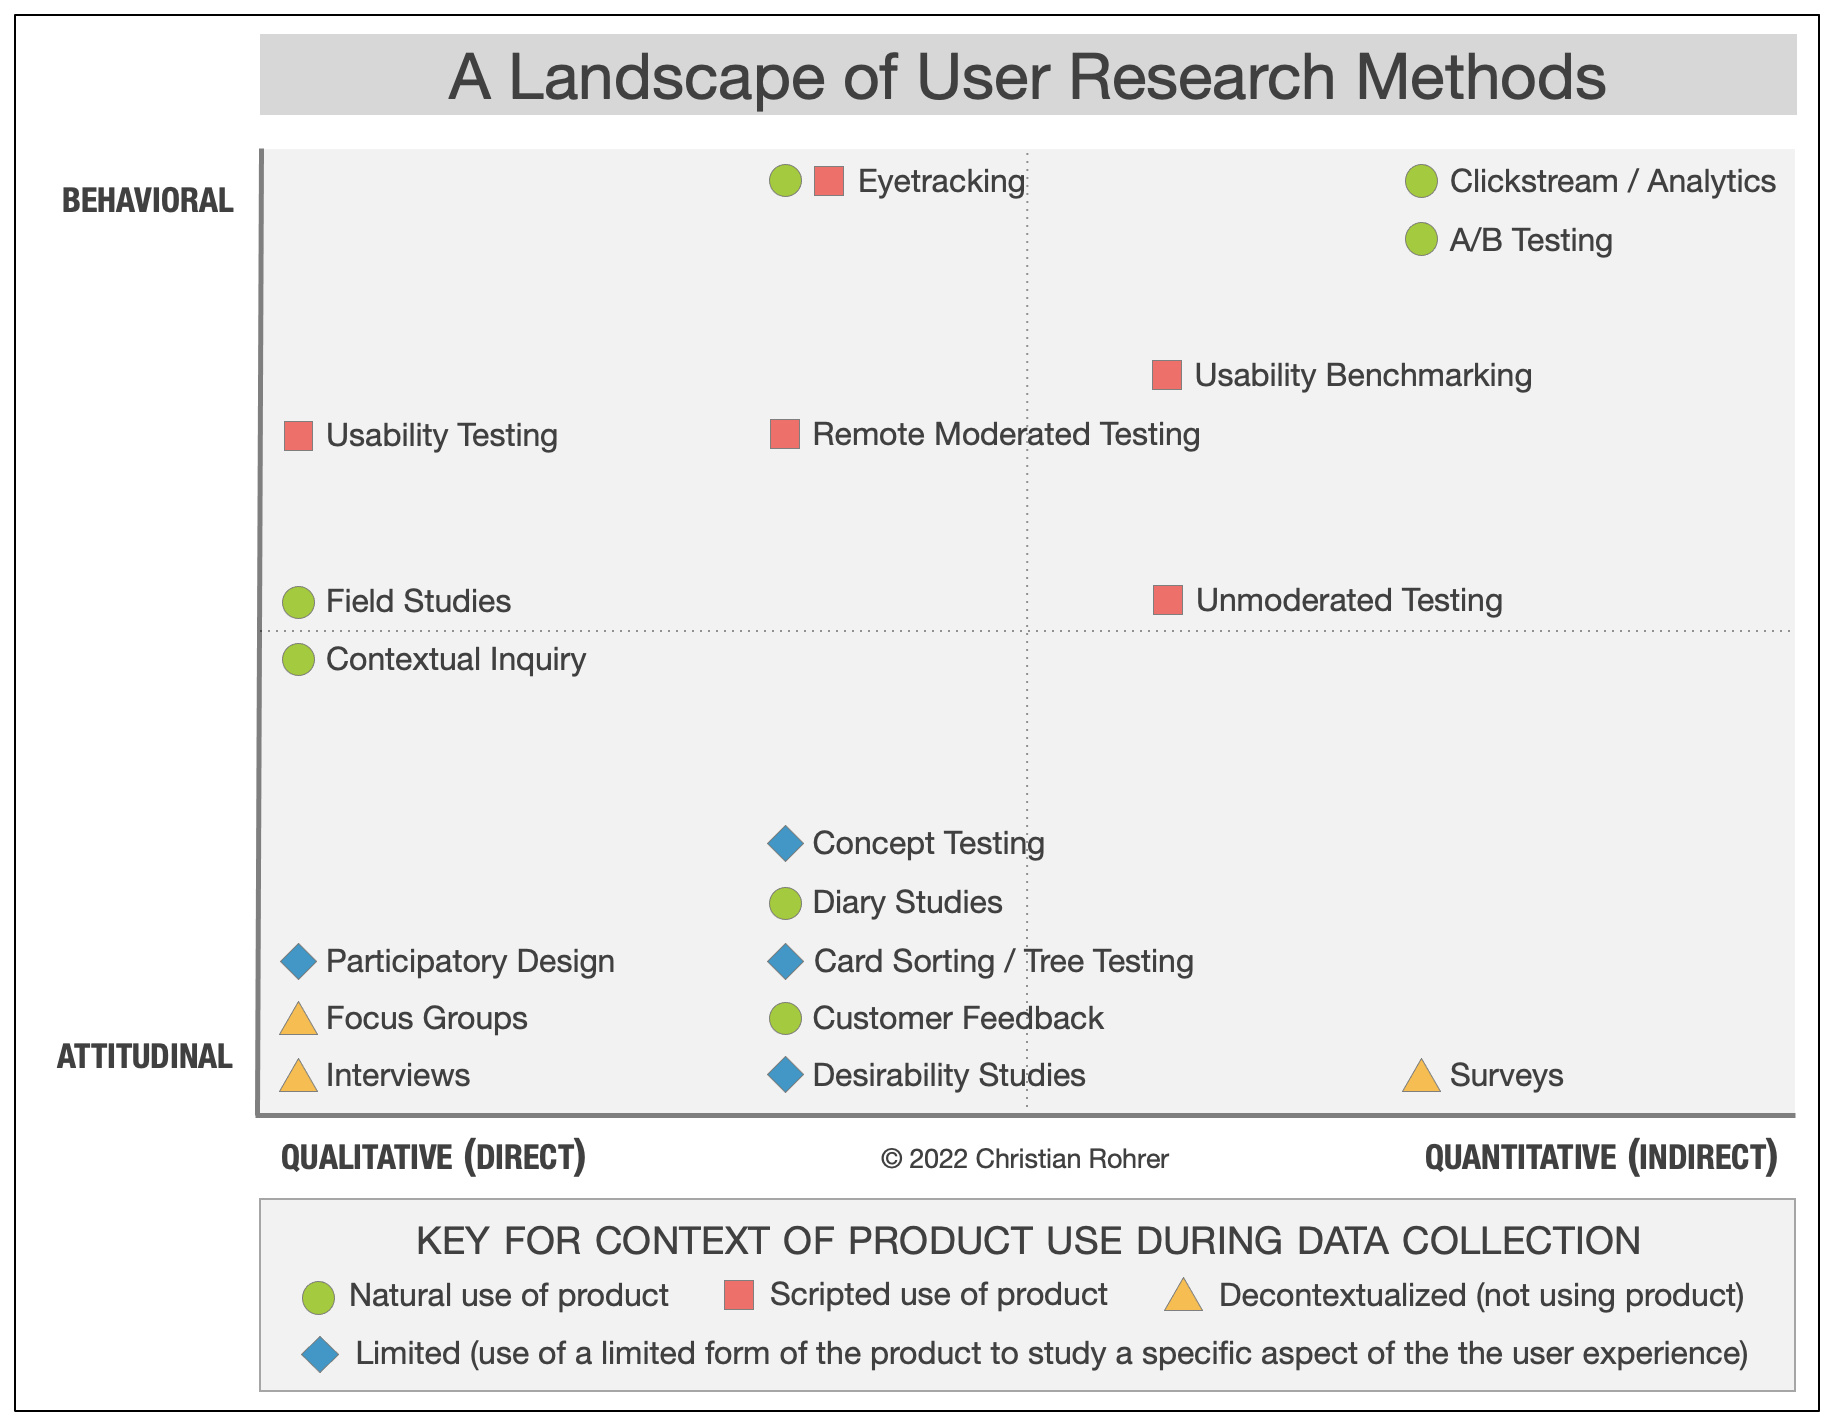 A Landscape of User Research Methods
BEHAVIORAL
Eyetracking
Clickstream / Analytics
A/B Testing
Usability Benchmarking
Usability Testing
Remote Moderated Testing
Field Studies
Unmoderated Testing
Contextual Inquiry
Concept Testing
Diary Studies
Participatory Design
Card Sorting / Tree Testing
Focus Groups
Customer Feedback
ATTITUDINAL
Interviews
Desirability Studies
Surveys
QUALITATIVE (DIRECT)
© 2022 Christian Rohrer
QUANTITATIVE (INDIRECT)
KEY FOR CONTEXT OF PRODUCT USE DURING DATA COLLECTION
Natural use of product
Scripted use of product
Decontextualized (not using product)
Limited (use of a limited form of the product to study a specific aspect of the the user experience)